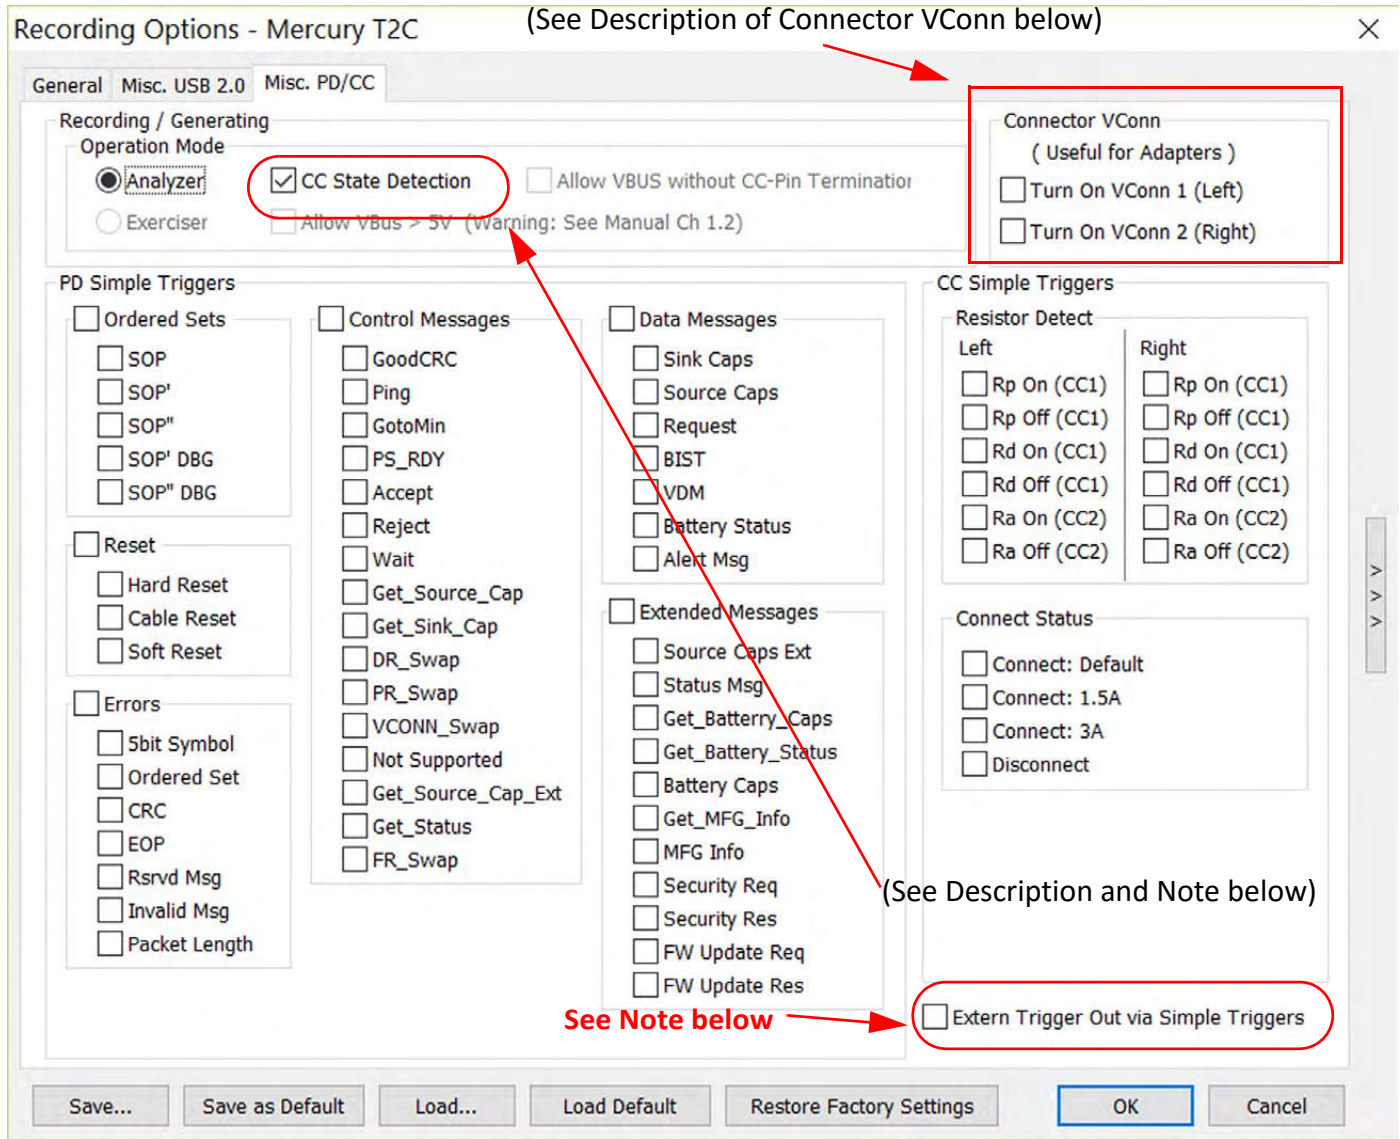 (See Description of Connector VConn below)
Recording Options - Mercury T2C
General Misc. USB 2.0 Misc. PD/CC
Recording / Generating
Operation Mode
Analyzer CC State Detection Allow VBUS without CC-Pin Termination
Exerciser Allow VBus > 5V (Warning: See Manual Ch 1.2)
Connector VConn
( Useful for Adapters )
Turn On VConn 1 (Left)
Turn On VConn 2 (Right)
PD Simple Triggers
Ordered Sets
SOP
SOP'
SOP"
SOP' DBG
SOP" DBG
Reset
Hard Reset
Cable Reset
Soft Reset
Errors
5bit Symbol
Ordered Set
CRC
EOP
Rsrvd Msg
Invalid Msg
Packet Length
Control Messages
GoodCRC
Ping
GotoMin
PS_RDY
Accept
Reject
Wait
Get_Source_Cap
Get_Sink_Cap
DR_Swap
PR_Swap
VCONN_Swap
Not Supported
Get_Source_Cap_Ext
Get_Status
FR_Swap
Data Messages
Sink Caps
Source Caps
Request
BIST
VDM
Battery Status
Alert Msg
Extended Messages
Source Caps Ext
Status Msg
Get_Batterry_Caps
Get_Battery_Status
Battery Caps
Get_MFG_Info
MFG Info
Security Req
Security Res
FW Update Req
FW Update Res
CC Simple Triggers
Resistor Detect
Left Right
Rp On (CC1) Rp On (CC1)
Rp Off (CC1) Rp Off (CC1)
Rd On (CC1) Rd On (CC1)
Rd Off (CC1) Rd Off (CC1)
Ra On (CC2) Ra On (CC2)
Ra Off (CC2) Ra Off (CC2)
>
>
>
Connect Status
Connect: Default
Connect: 1.5A
Connect: 3A
Disconnect
(See Description and Note below)
See Note below
Extern Trigger Out via Simple Triggers
Save... Save as Default Load... Load Default Restore Factory Settings OK Cancel